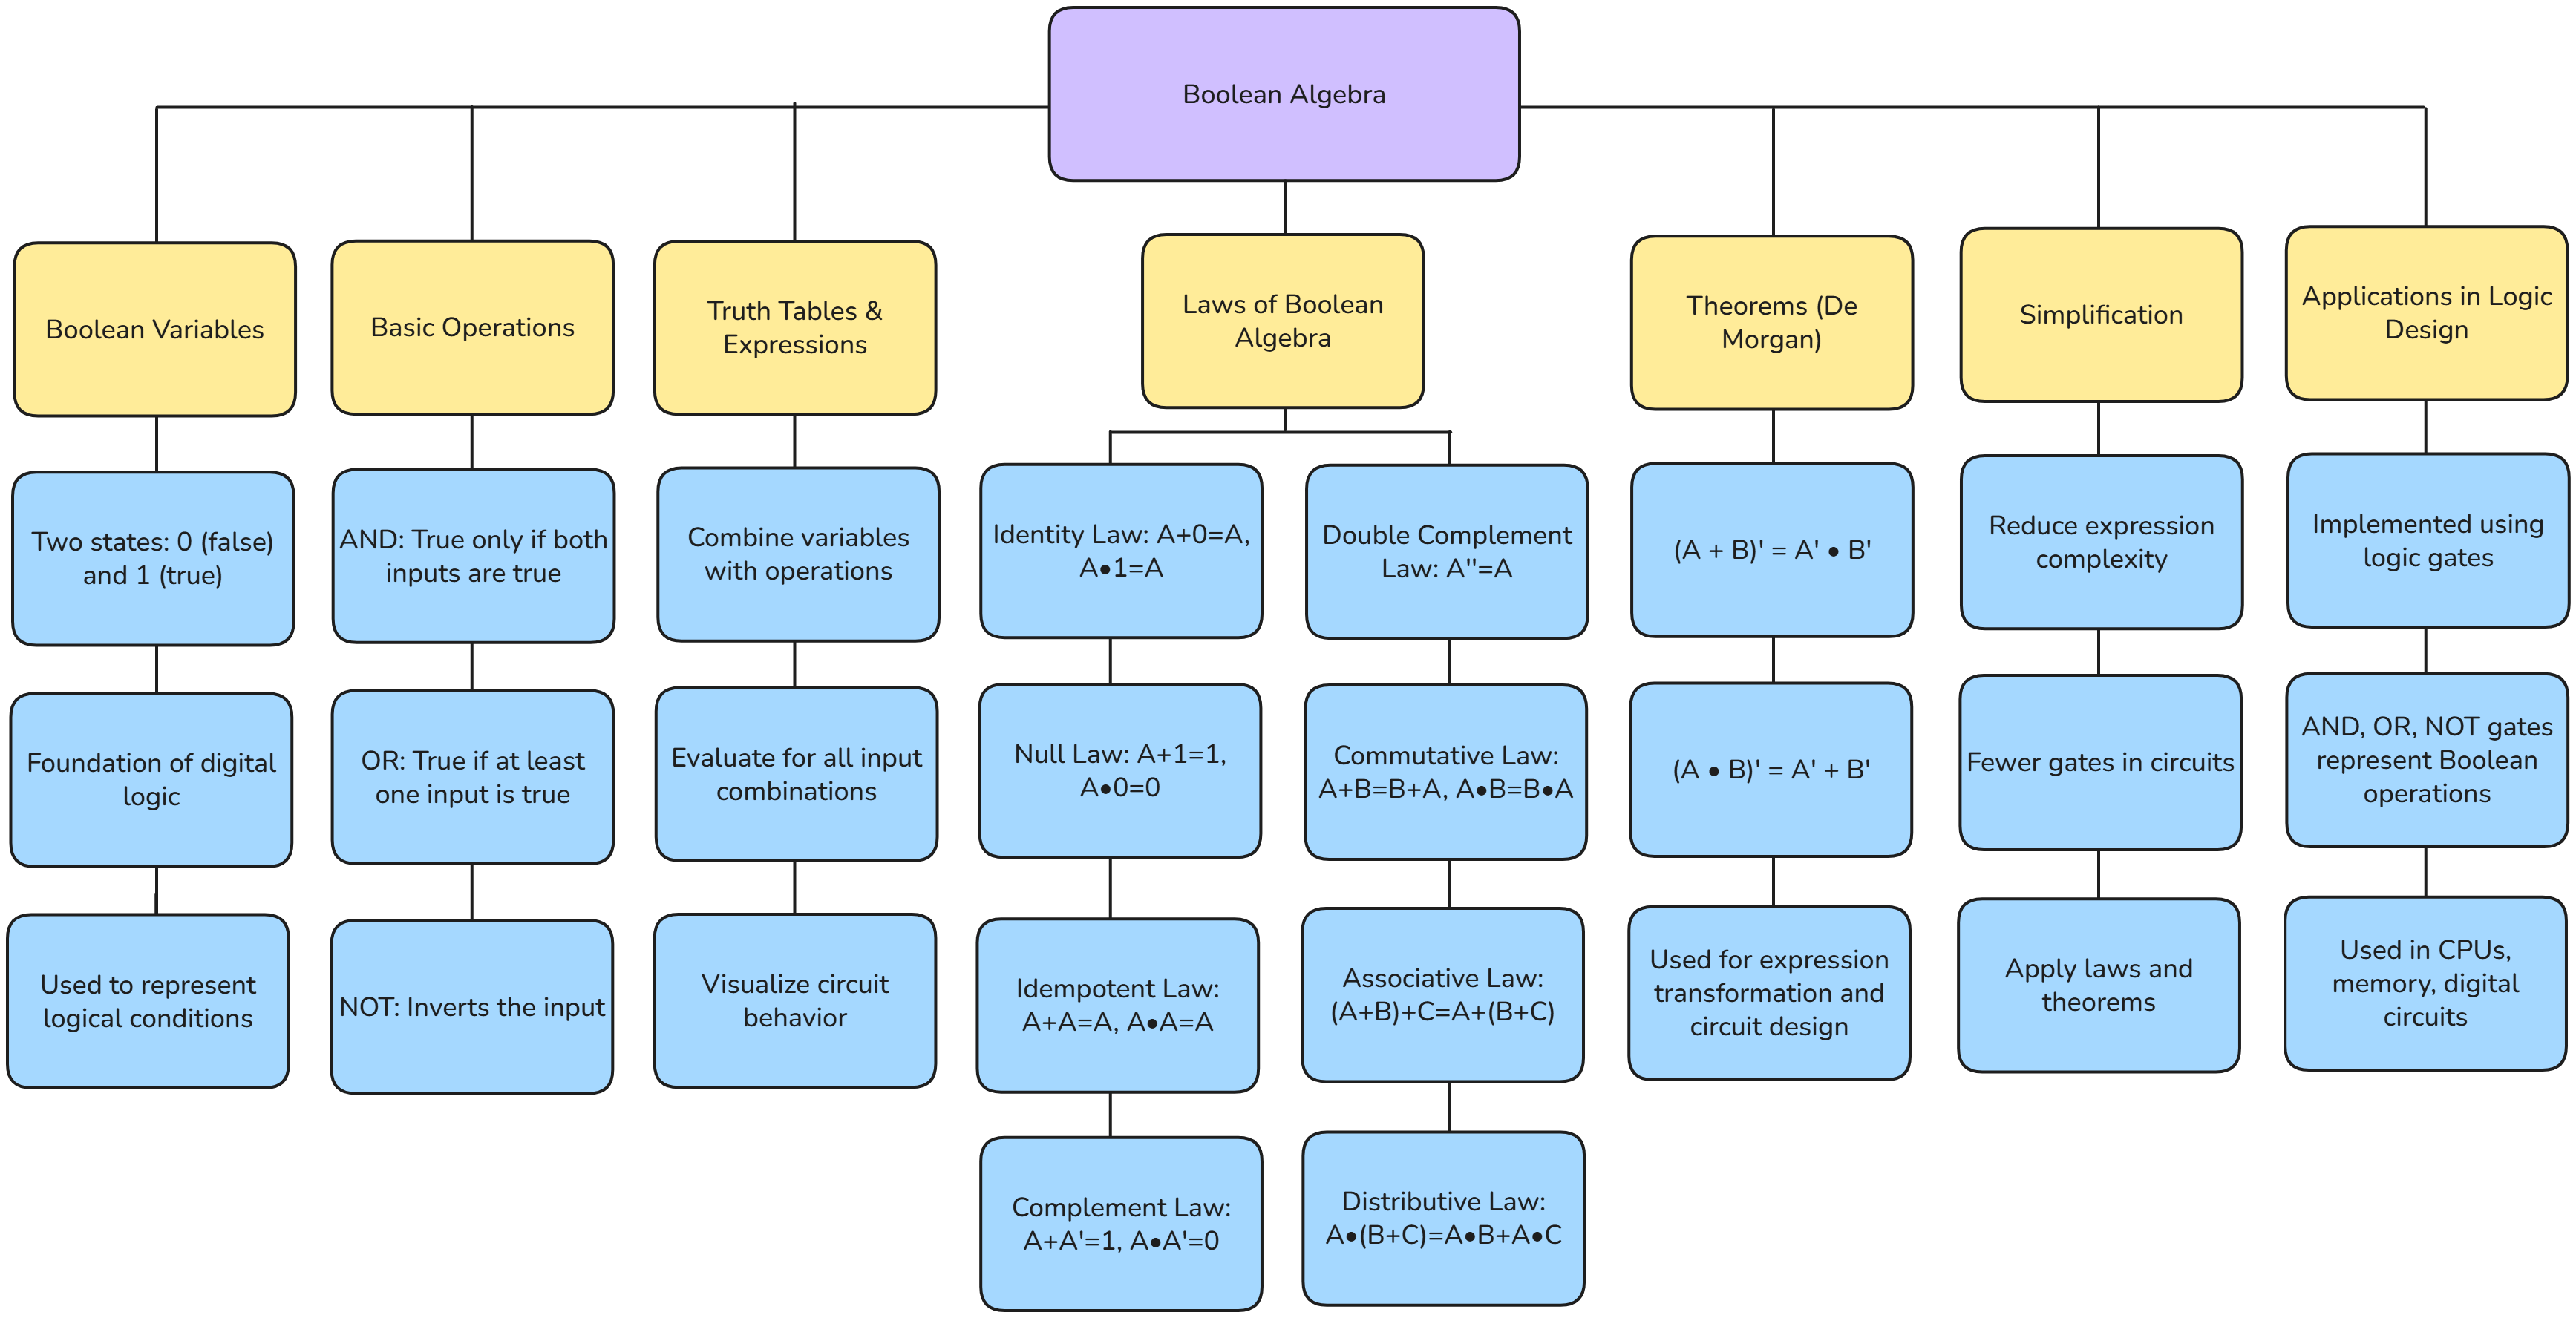 Boolean Algebra
Boolean Variables
Two states: 0 (false)
and 1 (true)
Foundation of digital
logic
Used to represent
logical conditions
Basic Operations
AND: True only if both
inputs are true
OR: True if at least
one input is true
NOT: Inverts the input
Truth Tables &
Expressions
Combine variables
with operations
Evaluate for all input
combinations
Visualize circuit
behavior
Laws of Boolean
Algebra
Identity Law: A+0=A,
A•1=A
Null Law: A+1=1,
A•0=0
Idempotent Law:
A+A=A, A•A=A
Complement Law:
A+A'=1, A•A'=0
Double Complement
Law: A''=A
Commutative Law:
A+B=B+A, A•B=B•A
Associative Law:
(A+B)+C=A+(B+C)
Distributive Law:
A•(B+C)=A•B+A•C
Theorems (De
Morgan)
(A + B)' = A' • B'
(A • B)' = A' + B'
Used for expression
transformation and
circuit design
Simplification
Reduce expression
complexity
Fewer gates in circuits
Apply laws and
theorems
Applications in Logic
Design
Implemented using
logic gates
AND, OR, NOT gates
represent Boolean
operations
Used in CPUs,
memory, digital
circuits